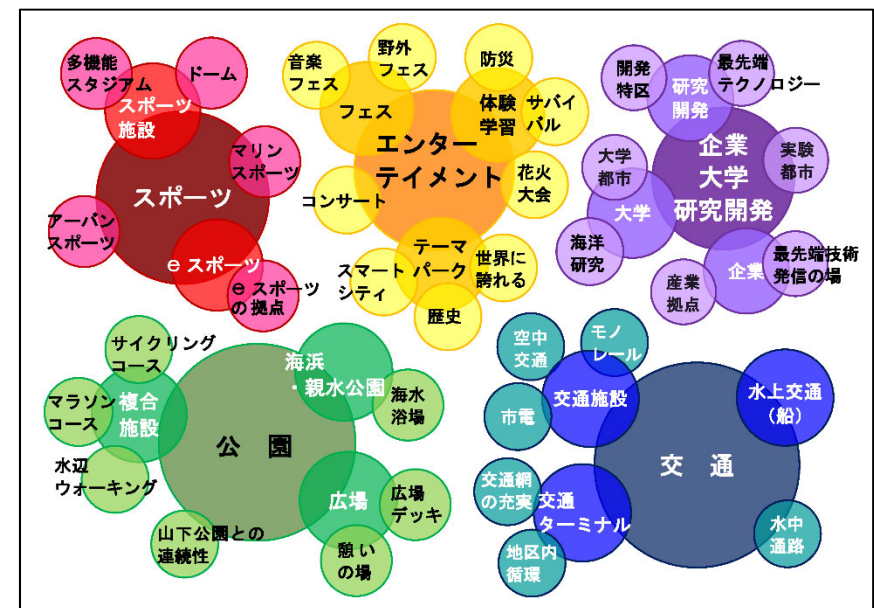 多機能
スタジアム
ドーム
スポーツ
施設
マリン
スポーツ
スポーツ
アーバン
スポーツ
eスポーツ
eスポーツ
の拠点
音楽
フェス
野外
フェス
防災
フェス
体験
学習
サバイ
バル
エンター
テイメント
花火
大会
コンサート
テーマ
パーク
世界に
誇れる
スマート
シティ
歴史
開発
特区
研究
開発
最先端
テクノロジー
企業
大学
研究開発
実験
都市
大学
都市
大学
海洋
研究
企業
最先端技術
発信の場
産業
拠点
サイクリング
コース
海浜
・親水公園
マラソン
コース
複合
施設
海水
浴場
公園
水辺
ウォーキング
広場
広場
デッキ
山下公園との
連続性
憩い
の場
空中
交通
モノ
レール
交通施設
水上交通
（船）
市電
交通
交通網
の充実
交通
ターミナル
水中
通路
地区内
循環